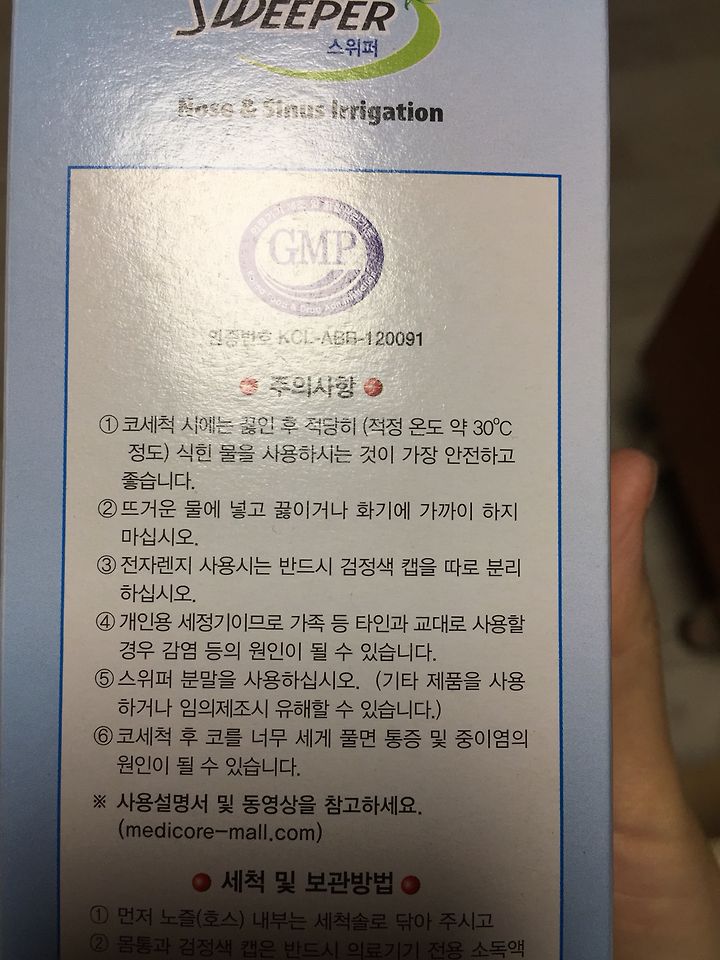 SWEEPER
스위퍼
Nose & Sinus Irrigation
GMP
인증번호 KCL-ABB-120091
주의사항
① 코세척 시에는 끓인 후 적당히 (적정 온도 약 30℃
정도) 식힌 물을 사용하시는 것이 가장 안전하고
좋습니다.
② 뜨거운 물에 넣고 끓이거나 화기에 가까이 하지
마십시오.
③ 전자렌지 사용시는 반드시 검정색 캡을 따로 분리
하십시오.
④ 개인용 세정기이므로 가족 등 타인과 교대로 사용할
경우 감염 등의 원인이 될 수 있습니다.
⑤ 스위퍼 분말을 사용하십시오. (기타 제품을 사용
하거나 임의제조시 유해할 수 있습니다.)
⑥ 코세척 후 코를 너무 세게 풀면 통증 및 중이염의
원인이 될 수 있습니다.
※ 사용설명서 및 동영상을 참고하세요.
(medicore-mall.com)
세척 및 보관방법
① 먼저 노즐(호스) 내부는 세척솔로 닦아 주시고
② 몸통과 검정색 캡은 반드시 의료기기 전용 소독액